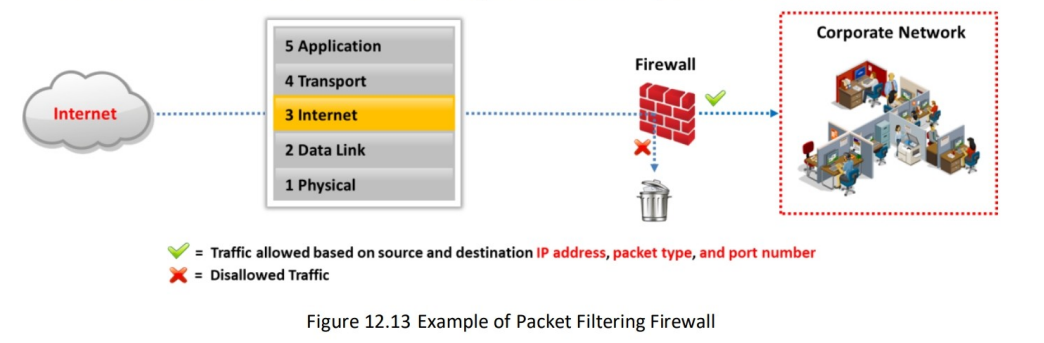 Corporate Network
5 Application
4 Transport
Firewall
Internet
3 Internet
2 Data Link
1 Physical
= Traffic allowed based on source and destination IP address, packet type, and port number
= Disallowed Traffic
Figure 12.13 Example of Packet Filtering Firewall